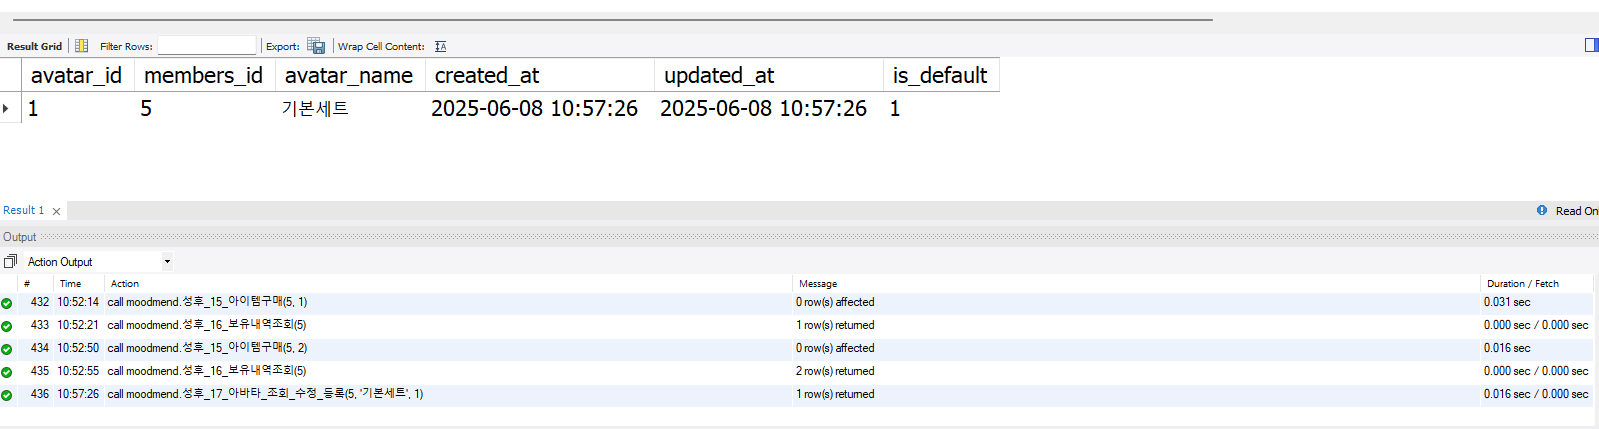 Result Grid Filter Rows: Export: Wrap Cell Content:
avatar_id members_id avatar_name created_at updated_at is_default
1 5 기본세트 2025-06-08 10:57:26 2025-06-08 10:57:26 1
Result 1 Read Onl
Output
Action Output
# Time Action Message Duration / Fetch
432 10:52:14 call moodmend.성후_15_아이템구매(5, 1) 0 row(s) affected 0.031 sec
433 10:52:21 call moodmend.성후_16_보유내역조회(5) 1 row(s) returned 0.000 sec / 0.000 sec
434 10:52:50 call moodmend.성후_15_아이템구매(5, 2) 0 row(s) affected 0.016 sec
435 10:52:55 call moodmend.성후_16_보유내역조회(5) 2 row(s) returned 0.000 sec / 0.000 sec
436 10:57:26 call moodmend.성후_17_아바타_조회_수정_등록(5, '기본세트', 1) 1 row(s) returned 0.016 sec / 0.000 sec